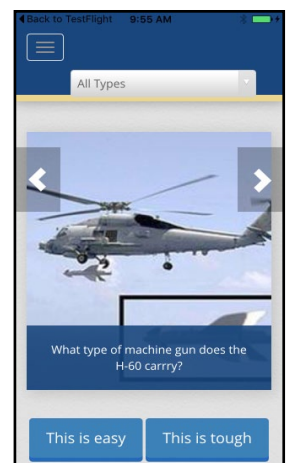 Back to TestFlight 9:55 AM
All Types
What type of machine gun does the
H-60 carrry?
This is easy
This is tough